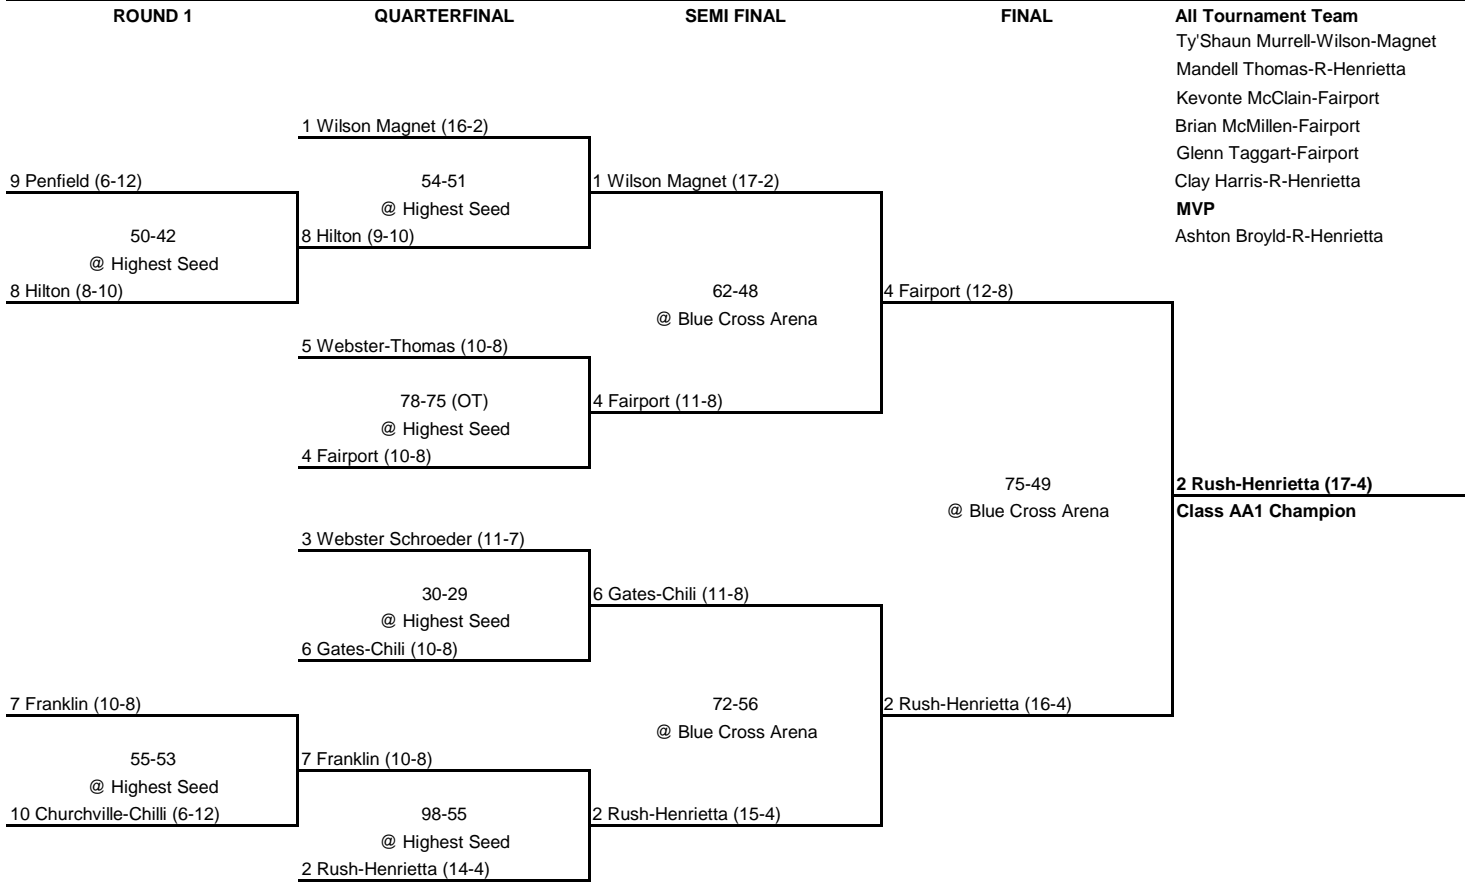 ROUND 1
QUARTERFINAL
SEMI FINAL
FINAL
All Tournament Team
Ty'Shaun Murrell-Wilson-Magnet
Mandell Thomas-R-Henrietta
Kevonte McClain-Fairport
Brian McMillen-Fairport
Glenn Taggart-Fairport
Clay Harris-R-Henrietta
MVP
Ashton Broyld-R-Henrietta
9 Penfield (6-12)
50-42
@ Highest Seed
8 Hilton (8-10)
7 Franklin (10-8)
55-53
@ Highest Seed
10 Churchville-Chilli (6-12)
1 Wilson Magnet (16-2)
54-51
@ Highest Seed
8 Hilton (9-10)
5 Webster-Thomas (10-8)
78-75 (OT)
@ Highest Seed
4 Fairport (10-8)
3 Webster Schroeder (11-7)
30-29
@ Highest Seed
6 Gates-Chili (10-8)
7 Franklin (10-8)
98-55
@ Highest Seed
2 Rush-Henrietta (14-4)
1 Wilson Magnet (17-2)
62-48
@ Blue Cross Arena
4 Fairport (11-8)
6 Gates-Chili (11-8)
72-56
@ Blue Cross Arena
2 Rush-Henrietta (15-4)
4 Fairport (12-8)
75-49
@ Blue Cross Arena
2 Rush-Henrietta (16-4)
2 Rush-Henrietta (17-4)
Class AA1 Champion